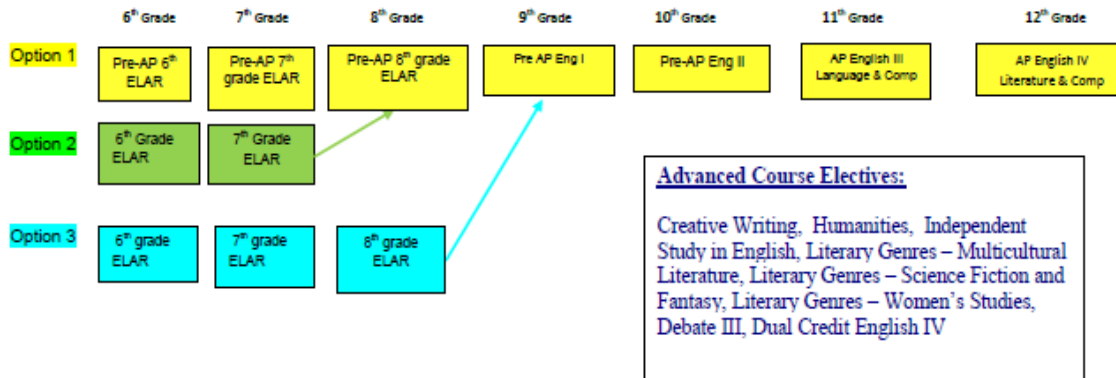 6th Grade 7th Grade 8th Grade 9th Grade 10th Grade 11th Grade 12th Grade
Option 1
Pre-AP 6th
ELAR
Pre-AP 7th
grade ELAR
Pre-AP 8th grade
ELAR
Pre AP Eng I
Pre-AP Eng II
AP English III
Language & Comp
AP English IV
Literature & Comp
Option 2
6th Grade
ELAR
7th Grade
ELAR
Option 3
6th grade
ELAR
7th grade
ELAR
8th grade
ELAR
Advanced Course Electives:
Creative Writing, Humanities, Independent
Study in English, Literary Genres – Multicultural
Literature, Literary Genres – Science Fiction and
Fantasy, Literary Genres – Women's Studies,
Debate III, Dual Credit English IV